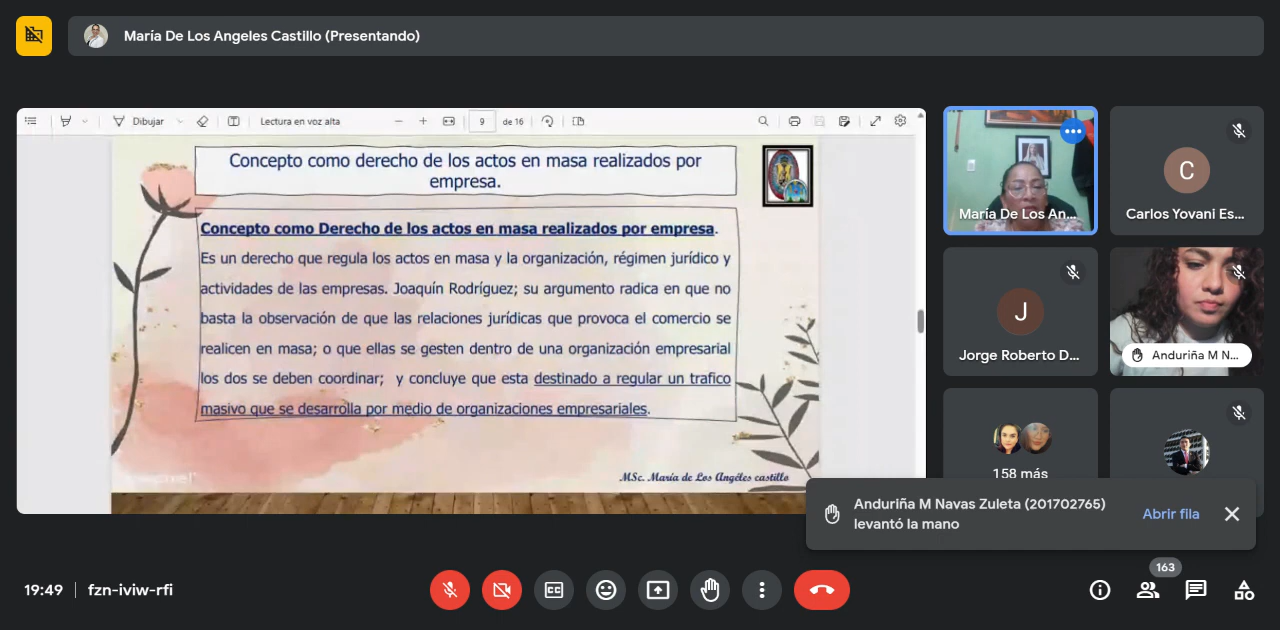 María De Los Angeles Castillo (Presentando)
Dibujar
Lectura en voz alta
9
de 16
Concepto como derecho de los actos en masa realizados por
empresa.
Concepto como Derecho de los actos en masa realizados por empresa.
Es un derecho que regula los actos en masa y la organización, régimen jurídico y
actividades de las empresas. Joaquín Rodríguez; su argumento radica en que no
basta la observación de que las relaciones jurídicas que provoca el comercio se
realicen en masa; o que ellas se gesten dentro de una organización empresarial
los dos se deben coordinar; y concluye que esta destinado a regular un trafico
masivo que se desarrolla por medio de organizaciones empresariales.
MSc. María de Los Angéles castillo
María De Los An...
C
Carlos Yovani Es...
J
Jorge Roberto D...
Anduriña M N...
158 más
Anduriña M Navas Zuleta (201702765)
levantó la mano
Abrir fila
19:49
fzn-iviw-rfi
CC
163